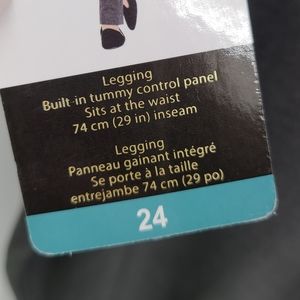 Legging
Built-in tummy control panel
Sits at the waist
74 cm (29 in) inseam
Legging
Panneau gainant intégré
Se porte à la taille
entrejambe 74 cm (29 po)
24